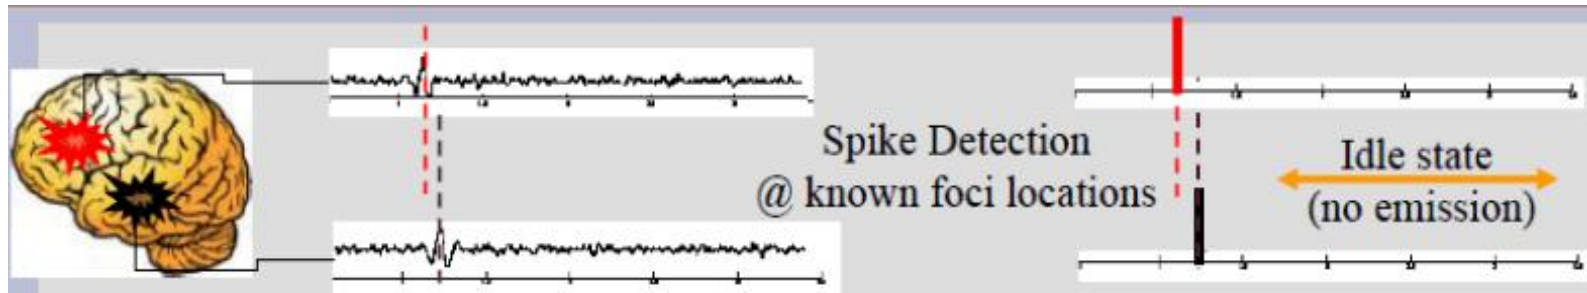 Spike Detection
@ known foci locations
Idle state
(no emission)